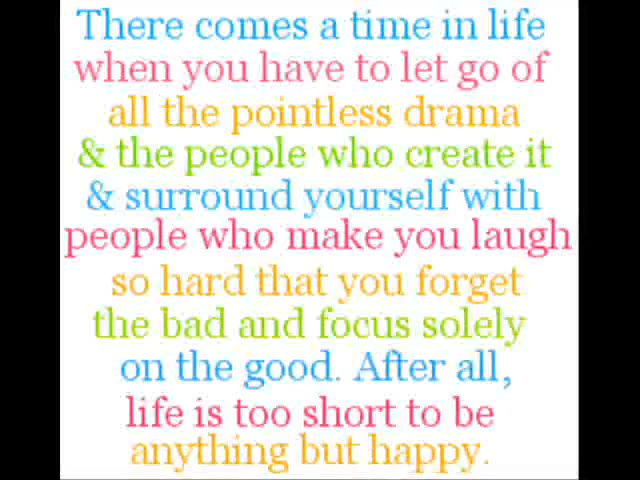 There comes a time in life
when you have to let go of
all the pointless drama
& the people who create it
& surround yourself with
people who make you laugh
so hard that you forget
the bad and focus solely
on the good. After all,
life is too short to be
anything but happy.